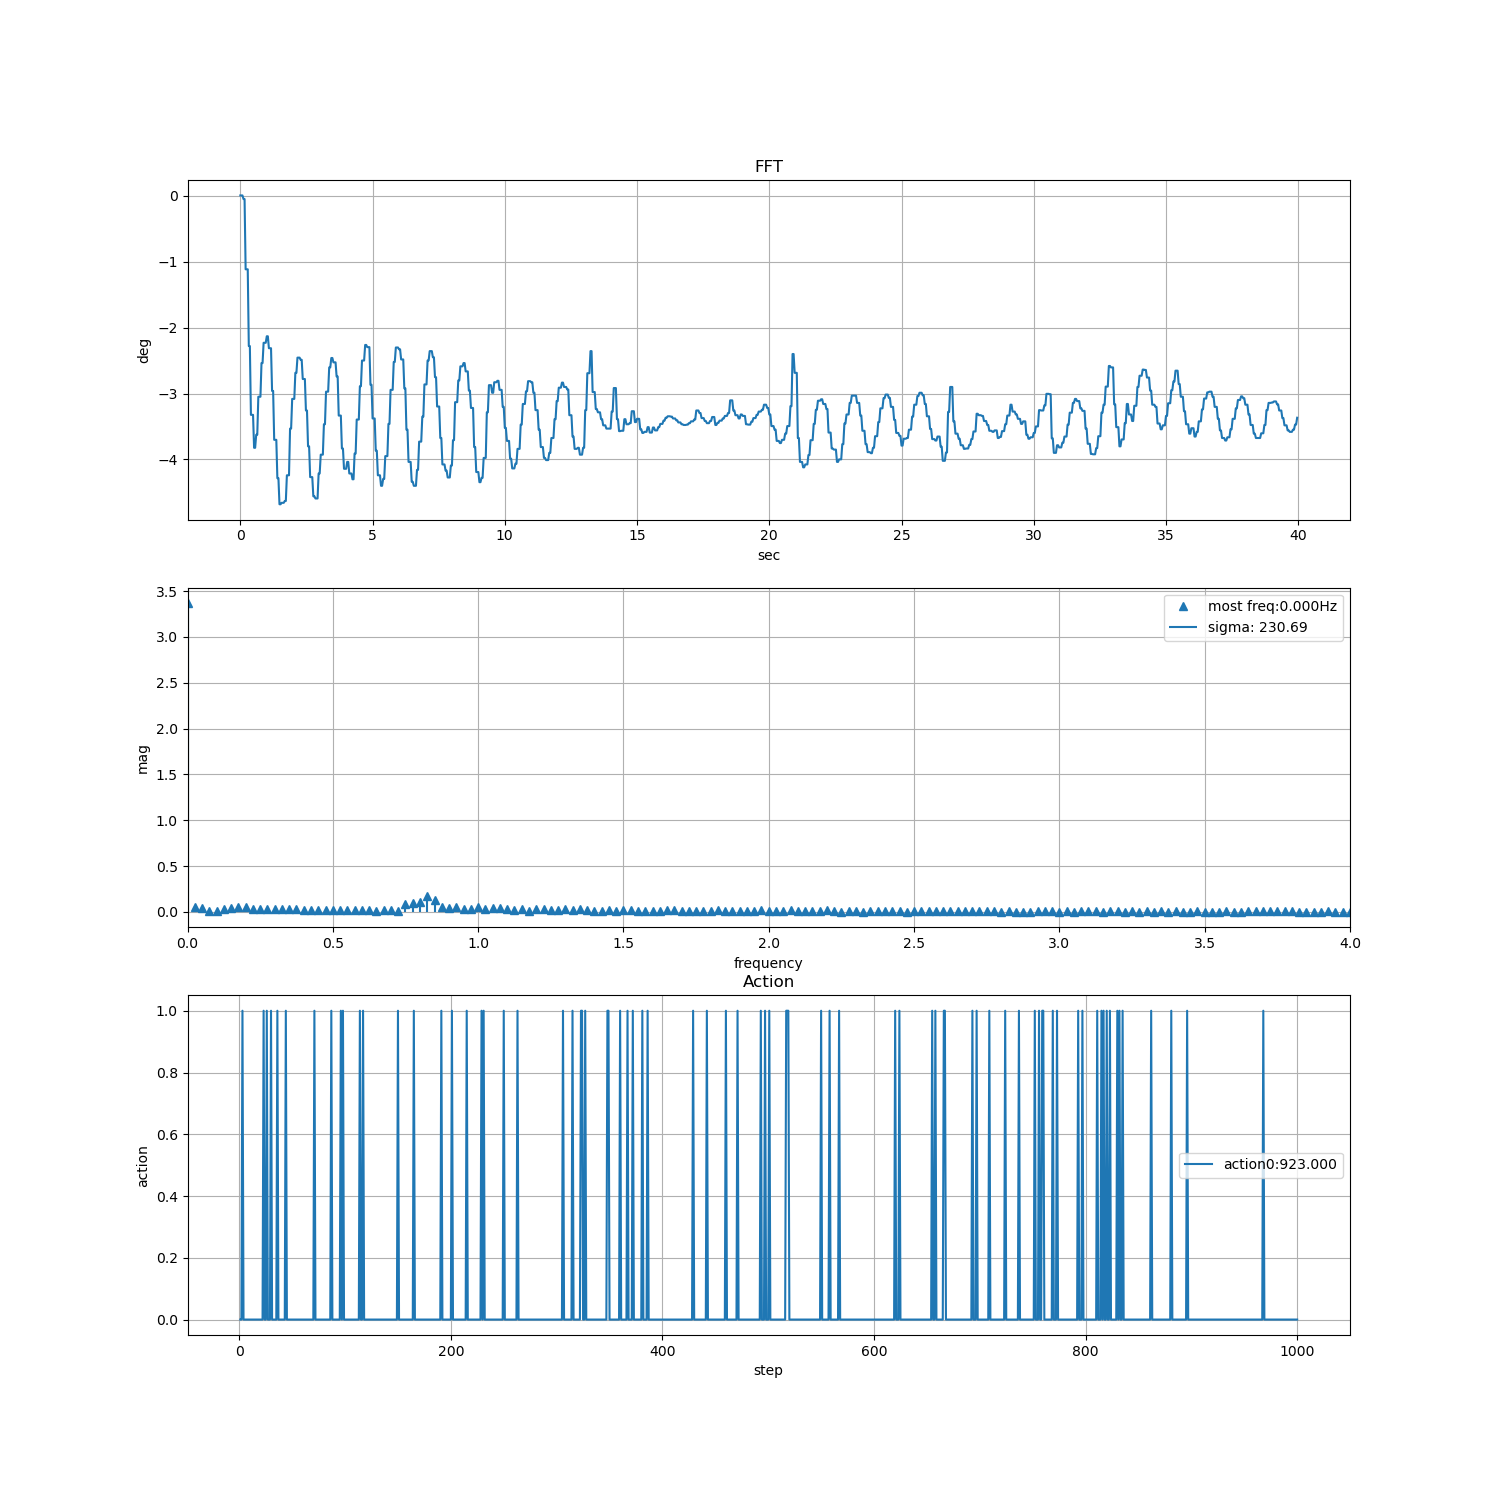 FFT
0
−1
−2
−3
−4
deg
0 5 10 15 20 25 30 35 40
sec
3.5
3.0
2.5
2.0
1.5
1.0
0.5
0.0
mag
most freq:0.000Hz
sigma: 230.69
0.0 0.5 1.0 1.5 2.0 2.5 3.0 3.5 4.0
frequency
Action
1.0
0.8
0.6
0.4
0.2
0.0
action
action0:923.000
0 200 400 600 800 1000
step